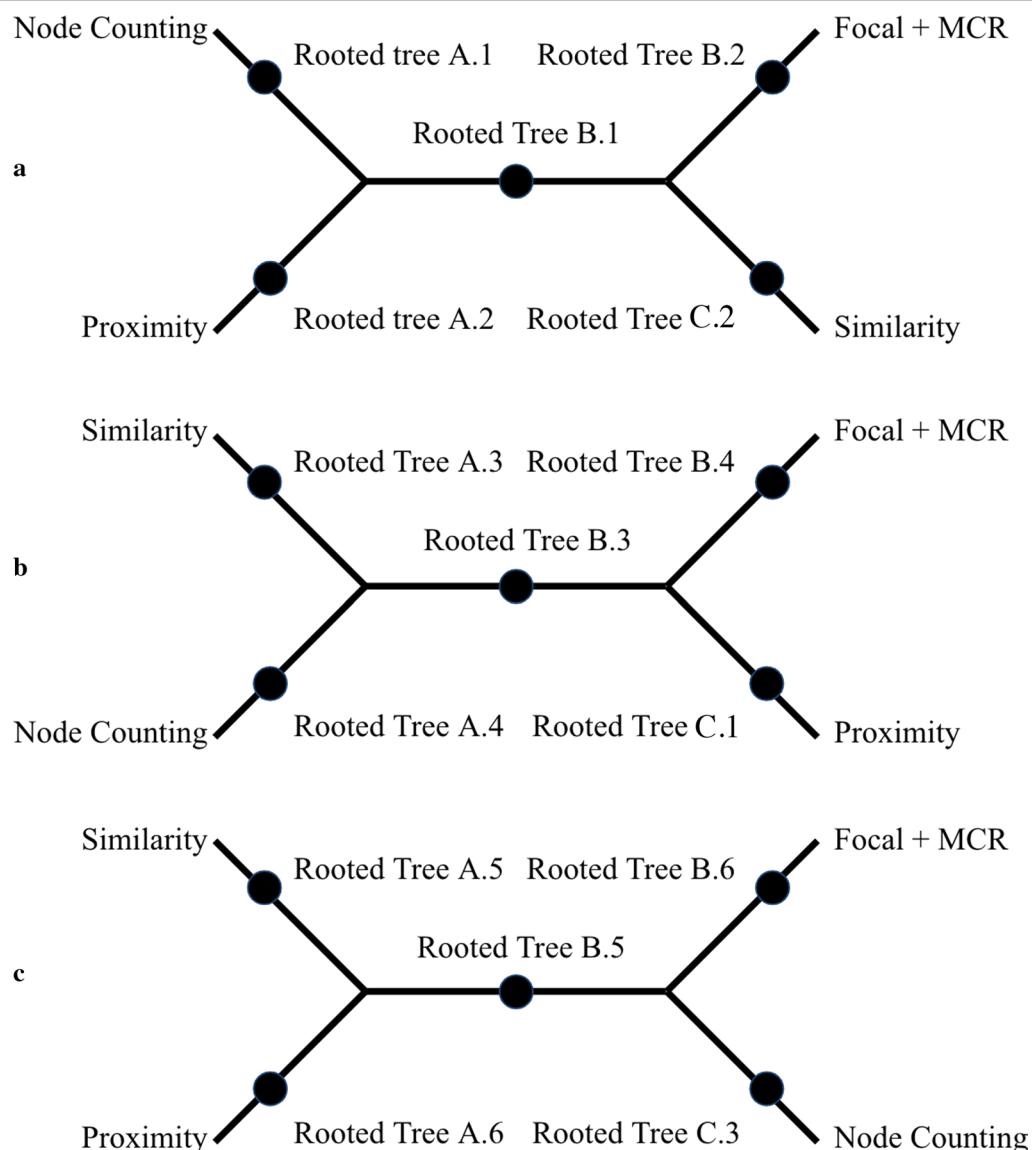 Node Counting
Focal + MCR
Rooted tree A.1
Rooted Tree B.2
Rooted Tree B.1
a
Rooted tree A.2
Rooted Tree C.2
Proximity
Similarity
Similarity
Focal + MCR
Rooted Tree A.3
Rooted Tree B.4
Rooted Tree B.3
b
Rooted Tree A.4
Rooted Tree C.1
Node Counting
Proximity
Similarity
Focal + MCR
Rooted Tree A.5
Rooted Tree B.6
Rooted Tree B.5
c
Rooted Tree A.6
Rooted Tree C.3
Proximity
Node Counting